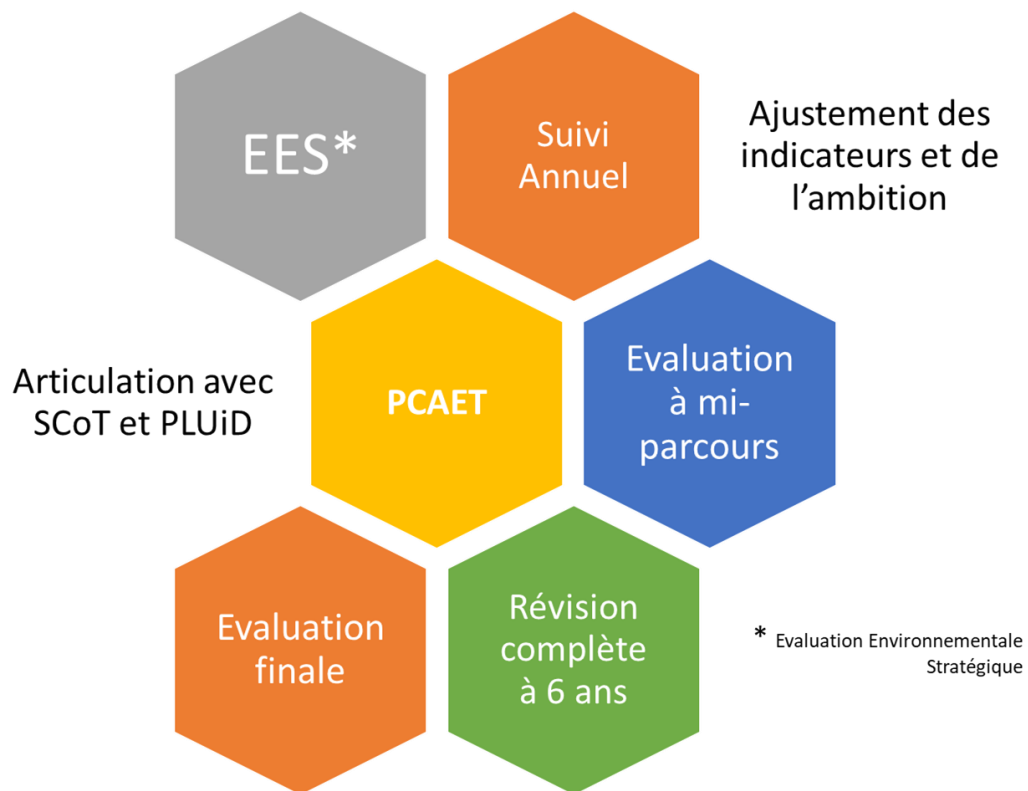 EES*
Suivi
Annuel
Ajustement des
indicateurs et de
l’ambition
Articulation avec
SCoT et PLUiD
PCAET
Evaluation
à mi-
parcours
Evaluation
finale
Révision
complète
à 6 ans
* Evaluation Environnementale
Stratégique